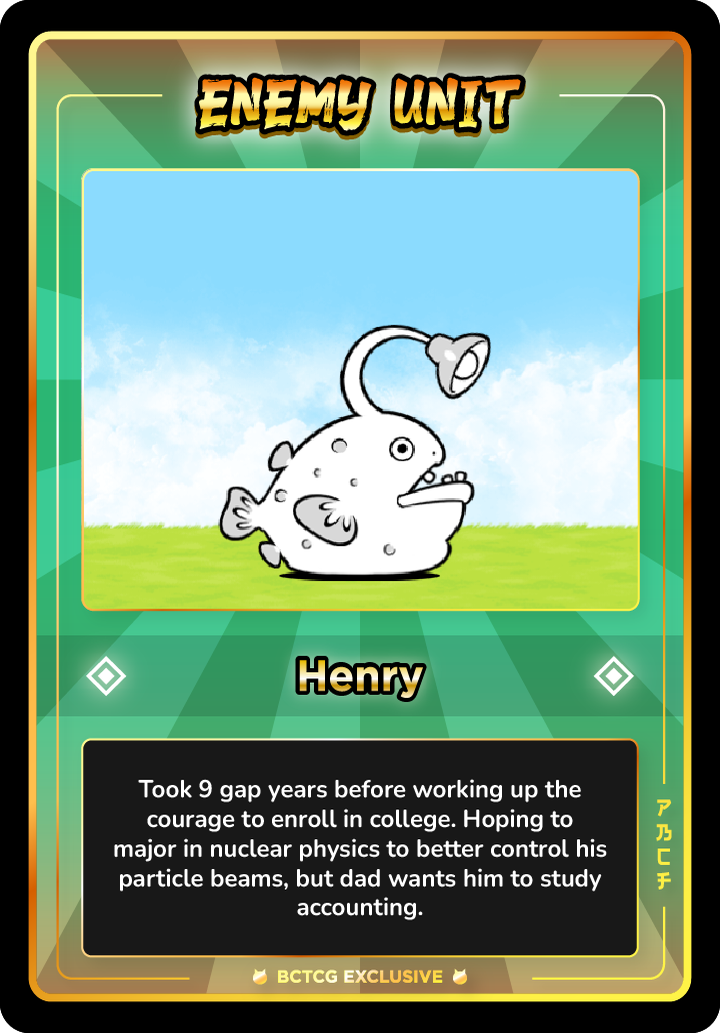 ENEMY UNIT
Henry
Took 9 gap years before working up the
courage to enroll in college. Hoping to
major in nuclear physics to better control his
particle beams, but dad wants him to study
accounting.
BCTCG EXCLUSIVE